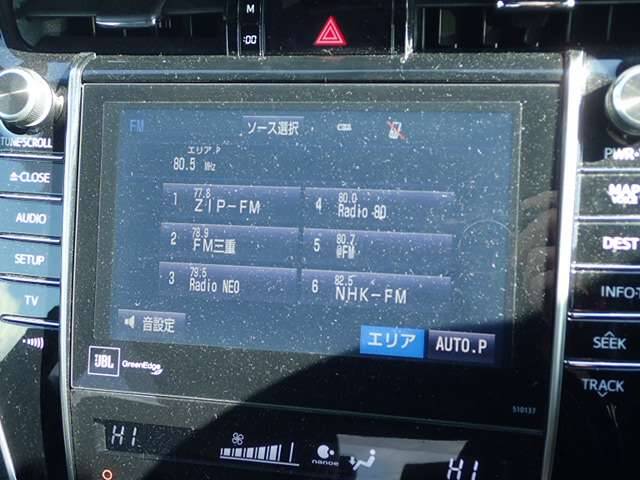 M
:00
TUNE•SCROLL
⏏CLOSE
AUDIO
SETUP
TV
FM
ソース選択
エリア P
80.5 MHz
1 77.8 ZIP-FM
2 78.9 FM三重
3 79.5 Radio NEO
4 80.0 Radio 80
5 80.7 @FM
6 82.5 NHK-FM
音設定
エリア
AUTO.P
JBL GreenEdge
510137
PWR
MAP
DEST
INFO
SEEK
TRACK
HI
nanoe
HI